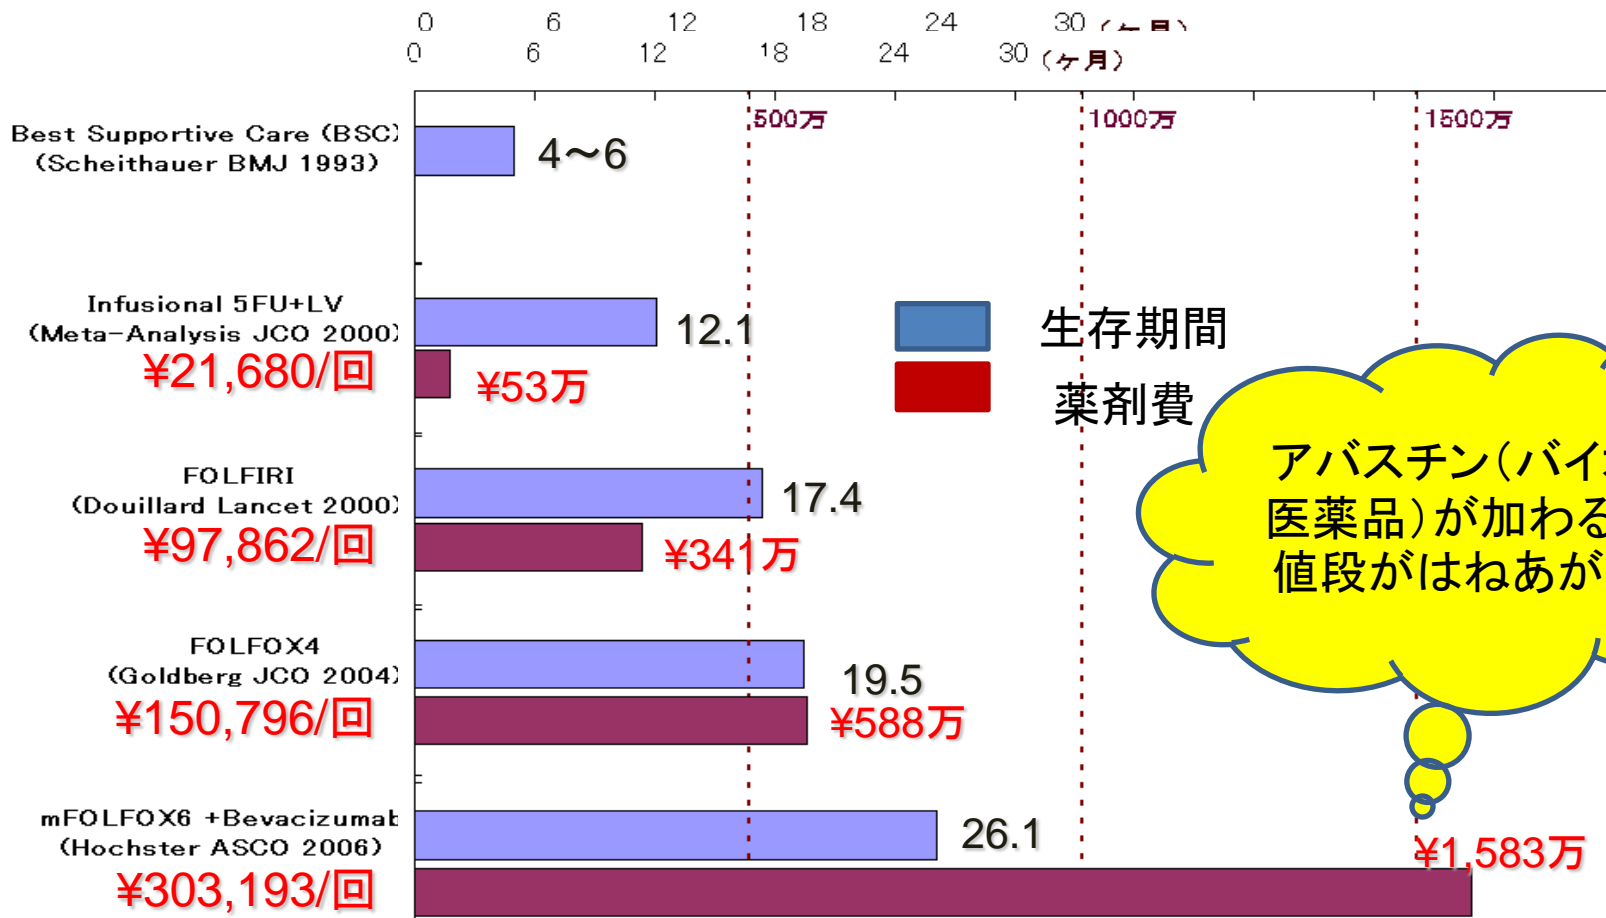 0 6 12 18 24 30 (ヶ月)
0 6 12 18 24 30 (ヶ月)
500万 1000万 1500万
Best Supportive Care (BSC)
(Scheithauer BMJ 1993)
4～6
Infusional 5FU+LV
(Meta-Analysis JCO 2000)
¥21,680/回
12.1
¥53万
生存期間
薬剤費
FOLFIRI
(Douillard Lancet 2000)
¥97,862/回
17.4
¥341万
アバスチン（バイオ
医薬品）が加わる
値段がはねあが
FOLFOX4
(Goldberg JCO 2004)
¥150,796/回
19.5
¥588万
mFOLFOX6 +Bevacizumab
(Hochster ASCO 2006)
¥303,193/回
26.1
¥1,583万